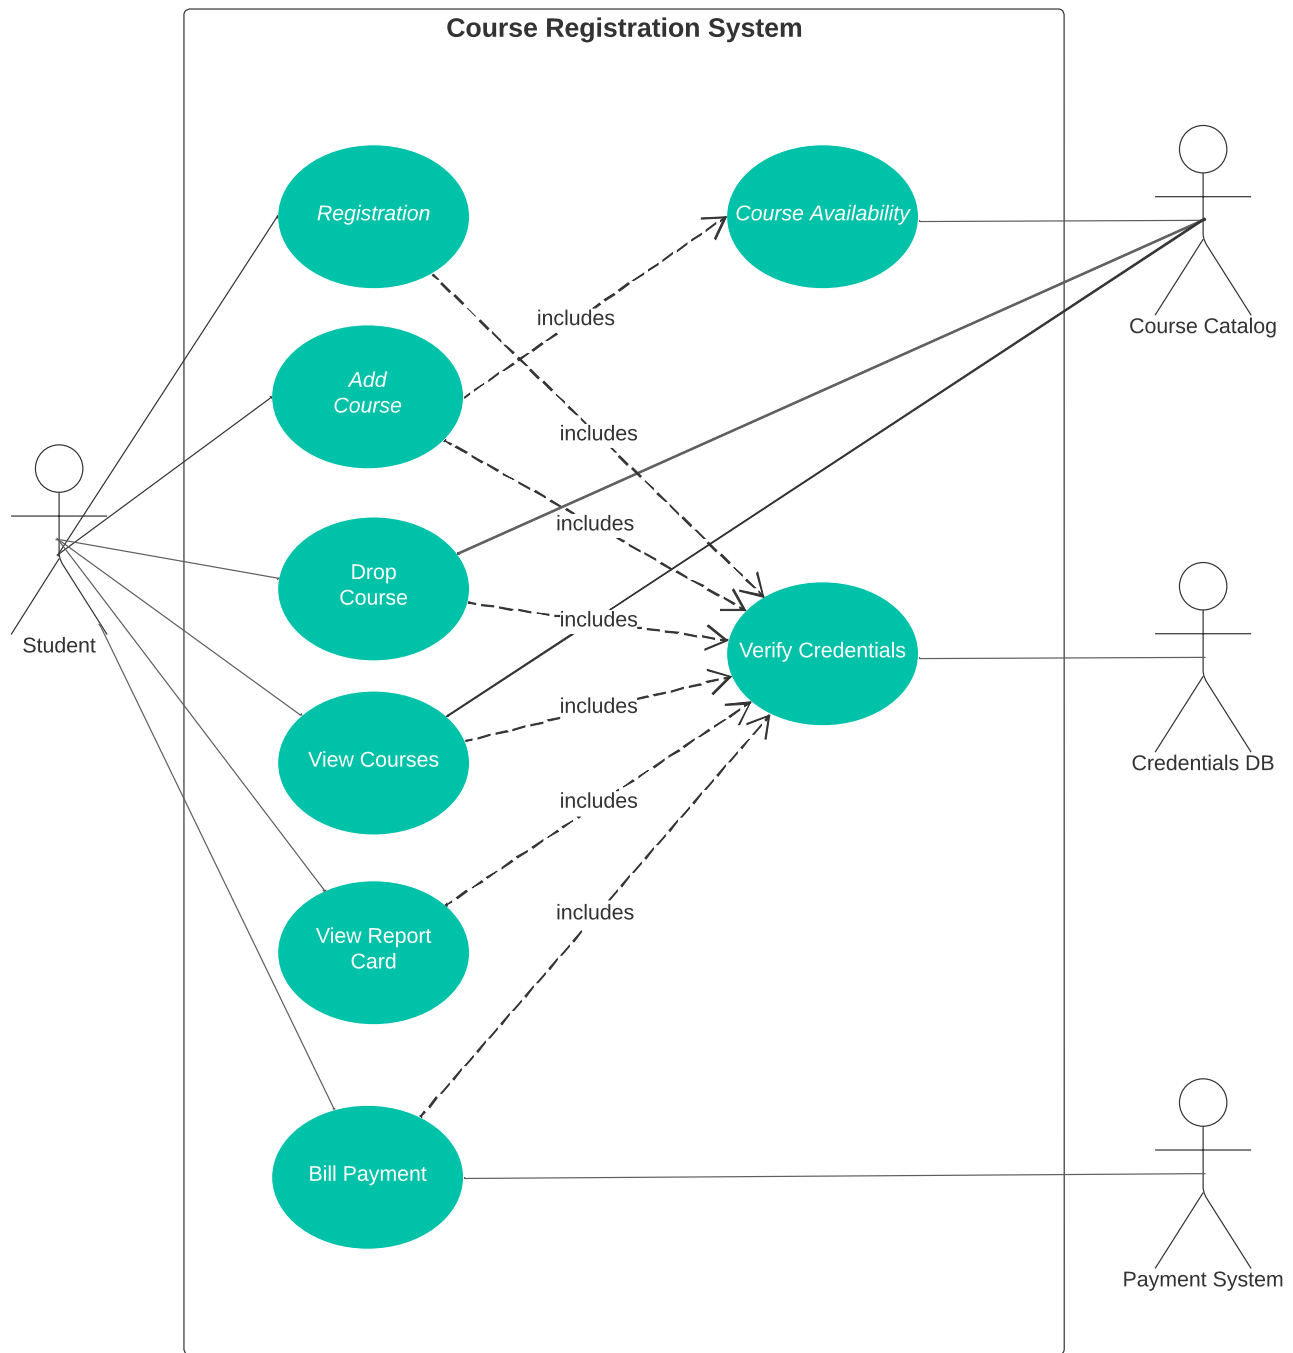 Course Registration System
Registration
Course Availability
includes
Course Catalog
Add
Course
includes
includes
Drop
Course
includes
Student
Verify Credentials
includes
View Courses
Credentials DB
includes
includes
View Report
Card
Bill Payment
Payment System